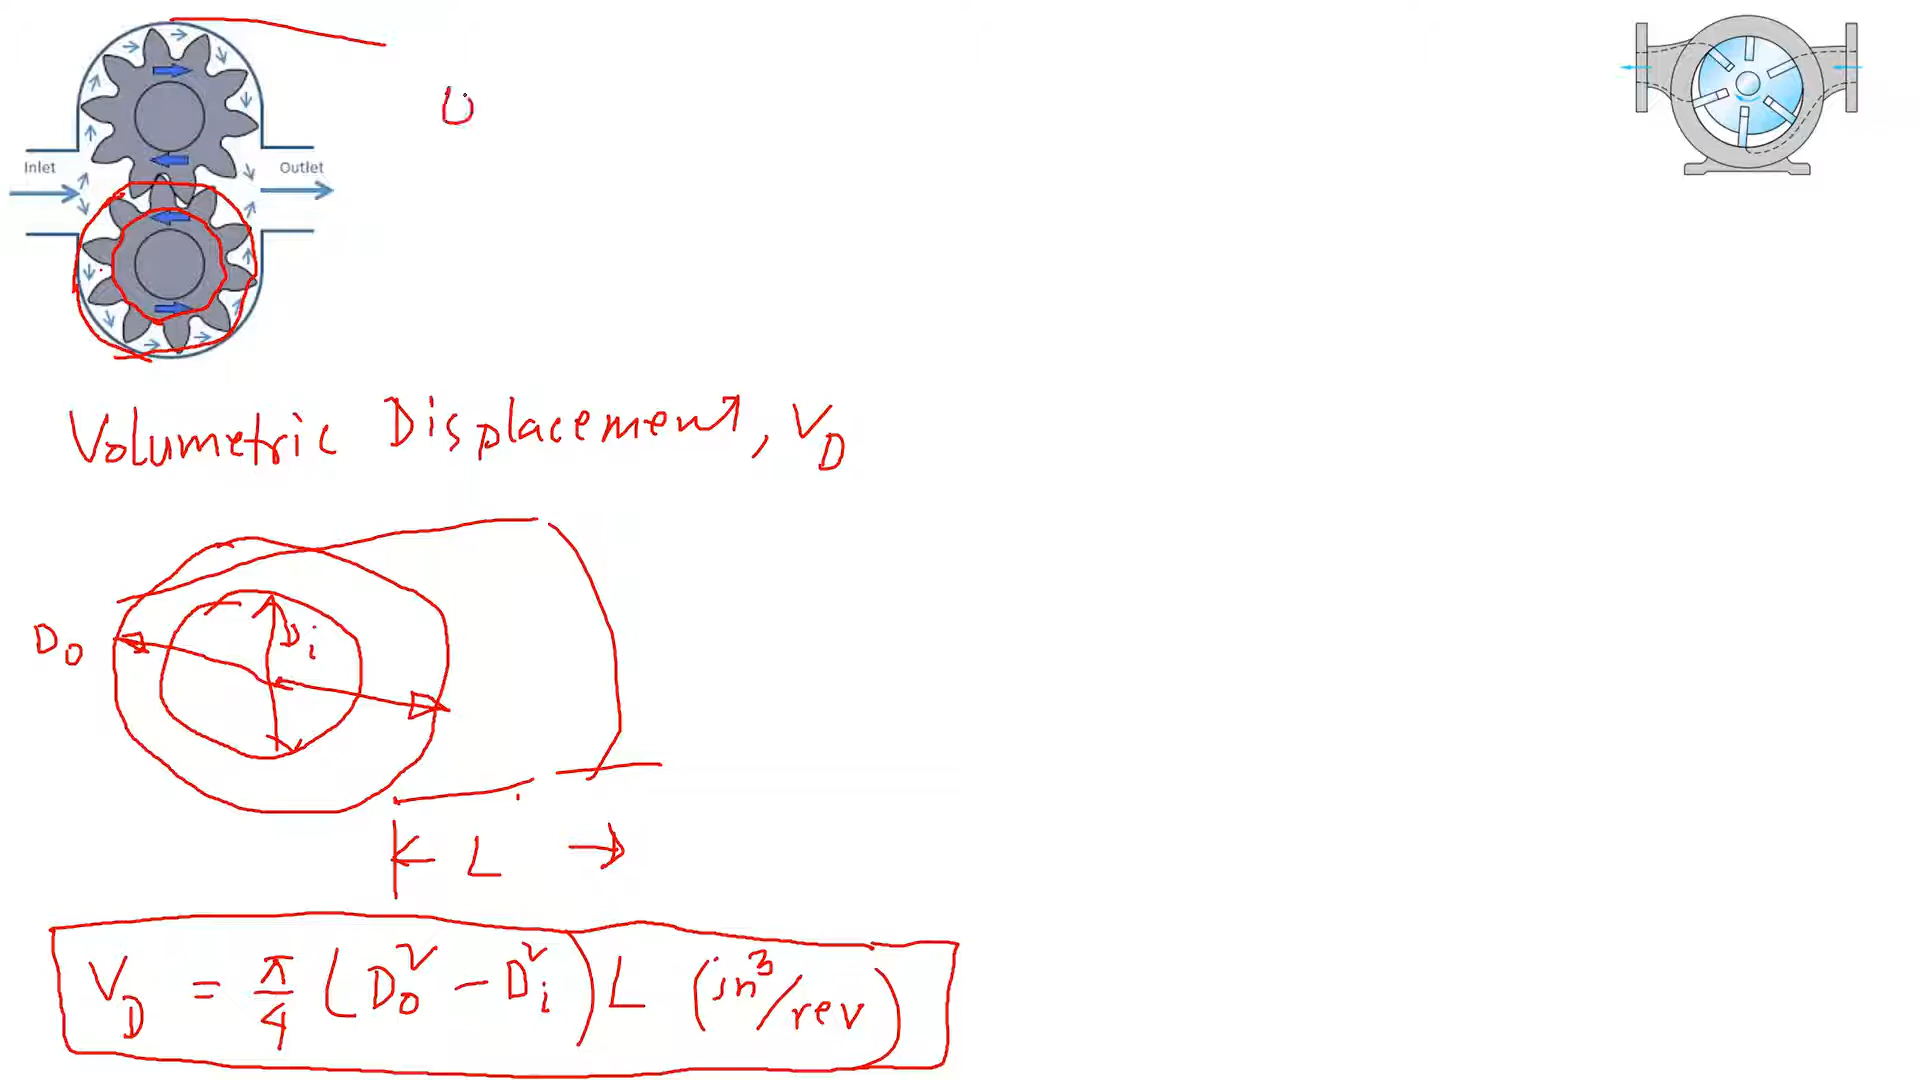 Inlet
Outlet
Volumetric Displacement, V_D
D_o
D_i
L
V_D = π/4 (D_o² - D_i²) L (in³/rev)